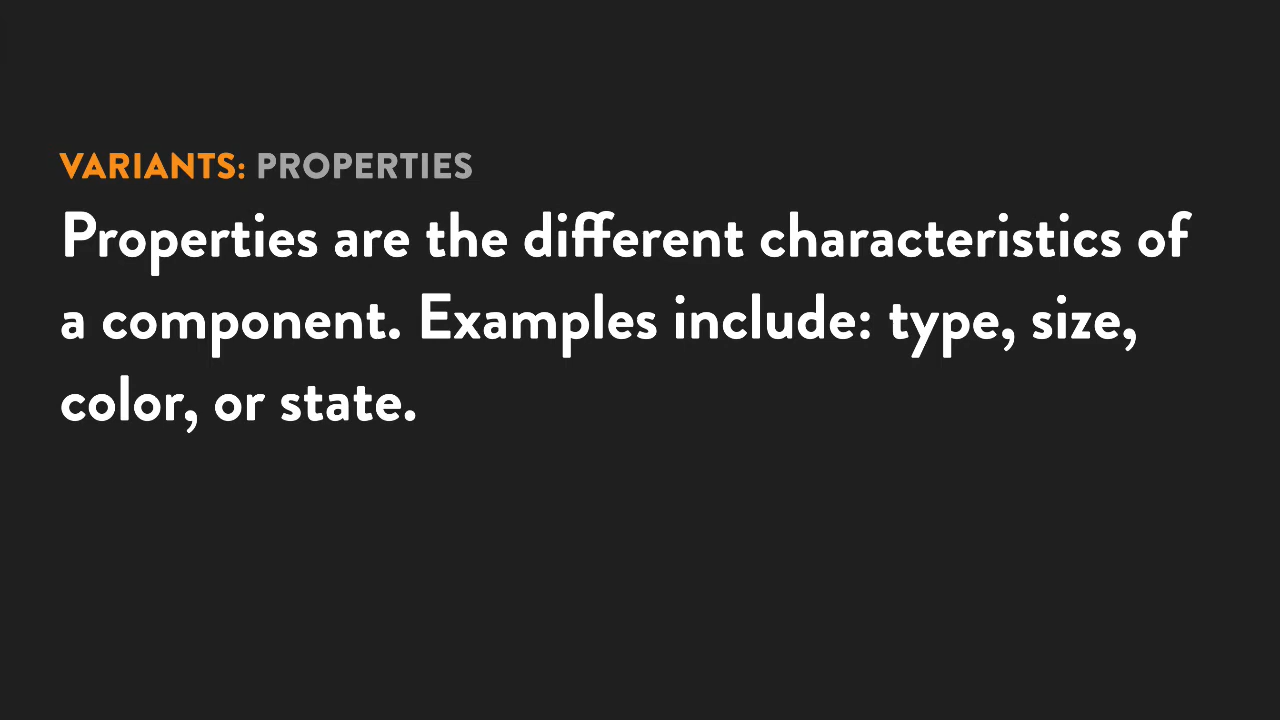 VARIANTS: PROPERTIES
Properties are the different characteristics of
a component. Examples include: type, size,
color, or state.